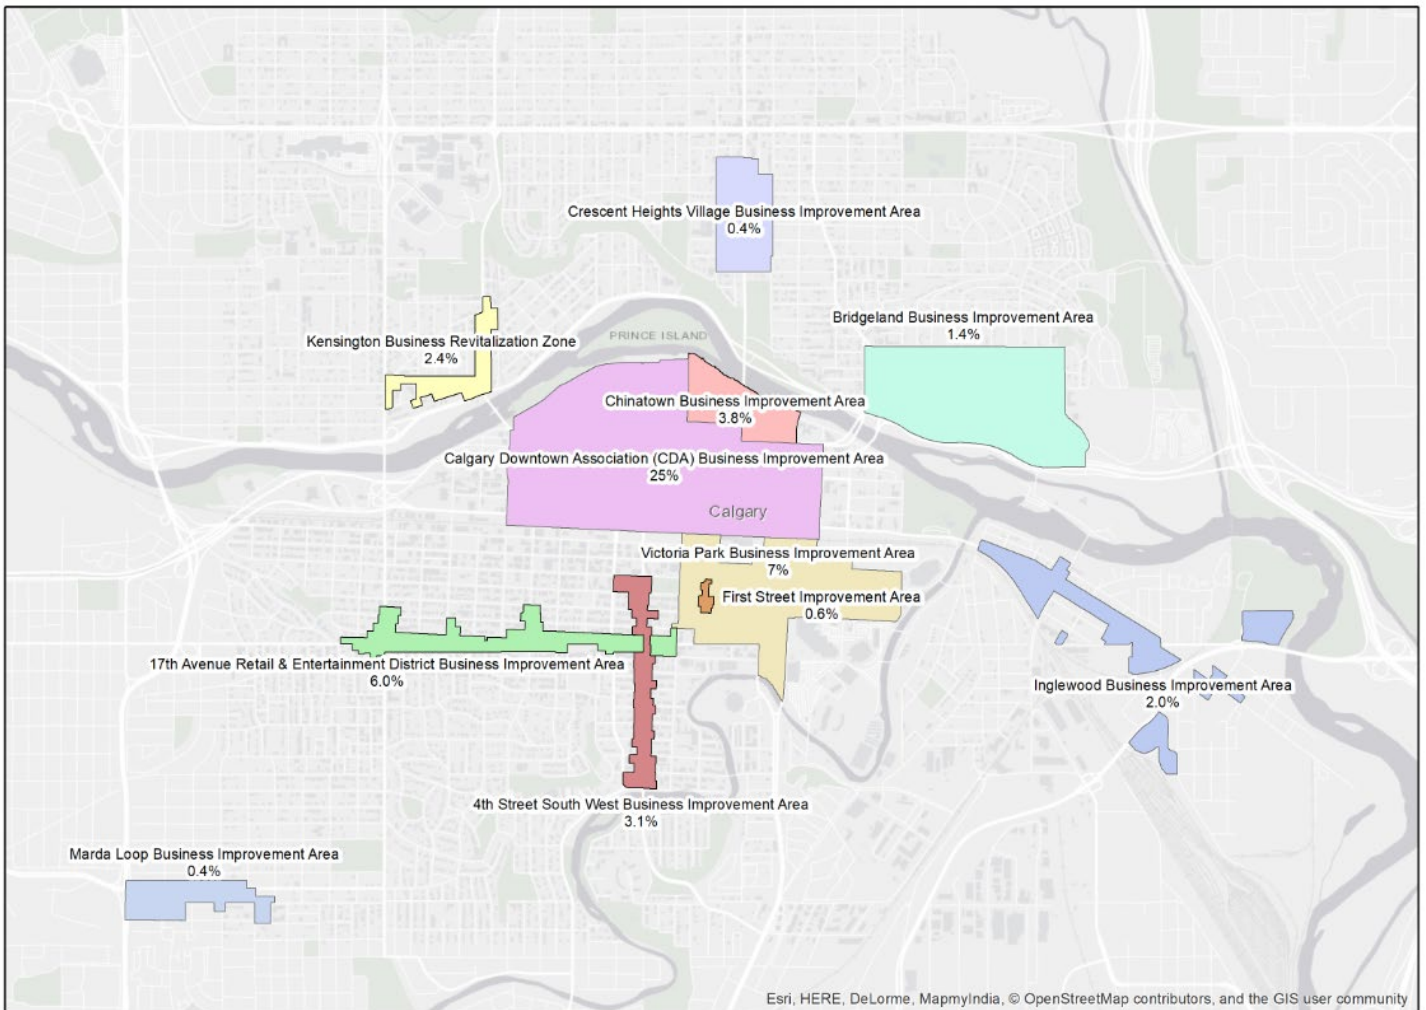 Crescent Heights Village Business Improvement Area
0.4%
Bridgeland Business Improvement Area
1.4%
PRINCE ISLAND
Kensington Business Revitalization Zone
2.4%
Chinatown Business Improvement Area
3.8%
Calgary Downtown Association (CDA) Business Improvement Area
25%
Calgary
Victoria Park Business Improvement Area
7%
First Street Improvement Area
0.6%
17th Avenue Retail & Entertainment District Business Improvement Area
6.0%
Inglewood Business Improvement Area
2.0%
4th Street South West Business Improvement Area
3.1%
Marda Loop Business Improvement Area
0.4%
Esri, HERE, DeLorme, MapmyIndia, © OpenStreetMap contributors, and the GIS user community